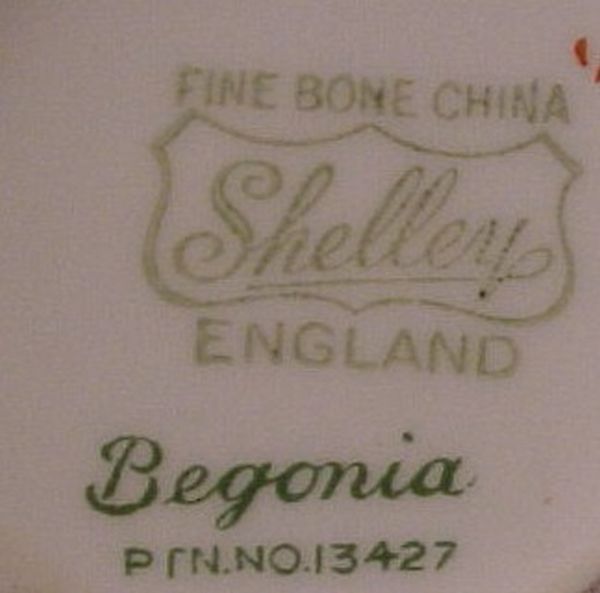 FINE BONE CHINA
Shelley
ENGLAND
Begonia
PTN.NO.13427